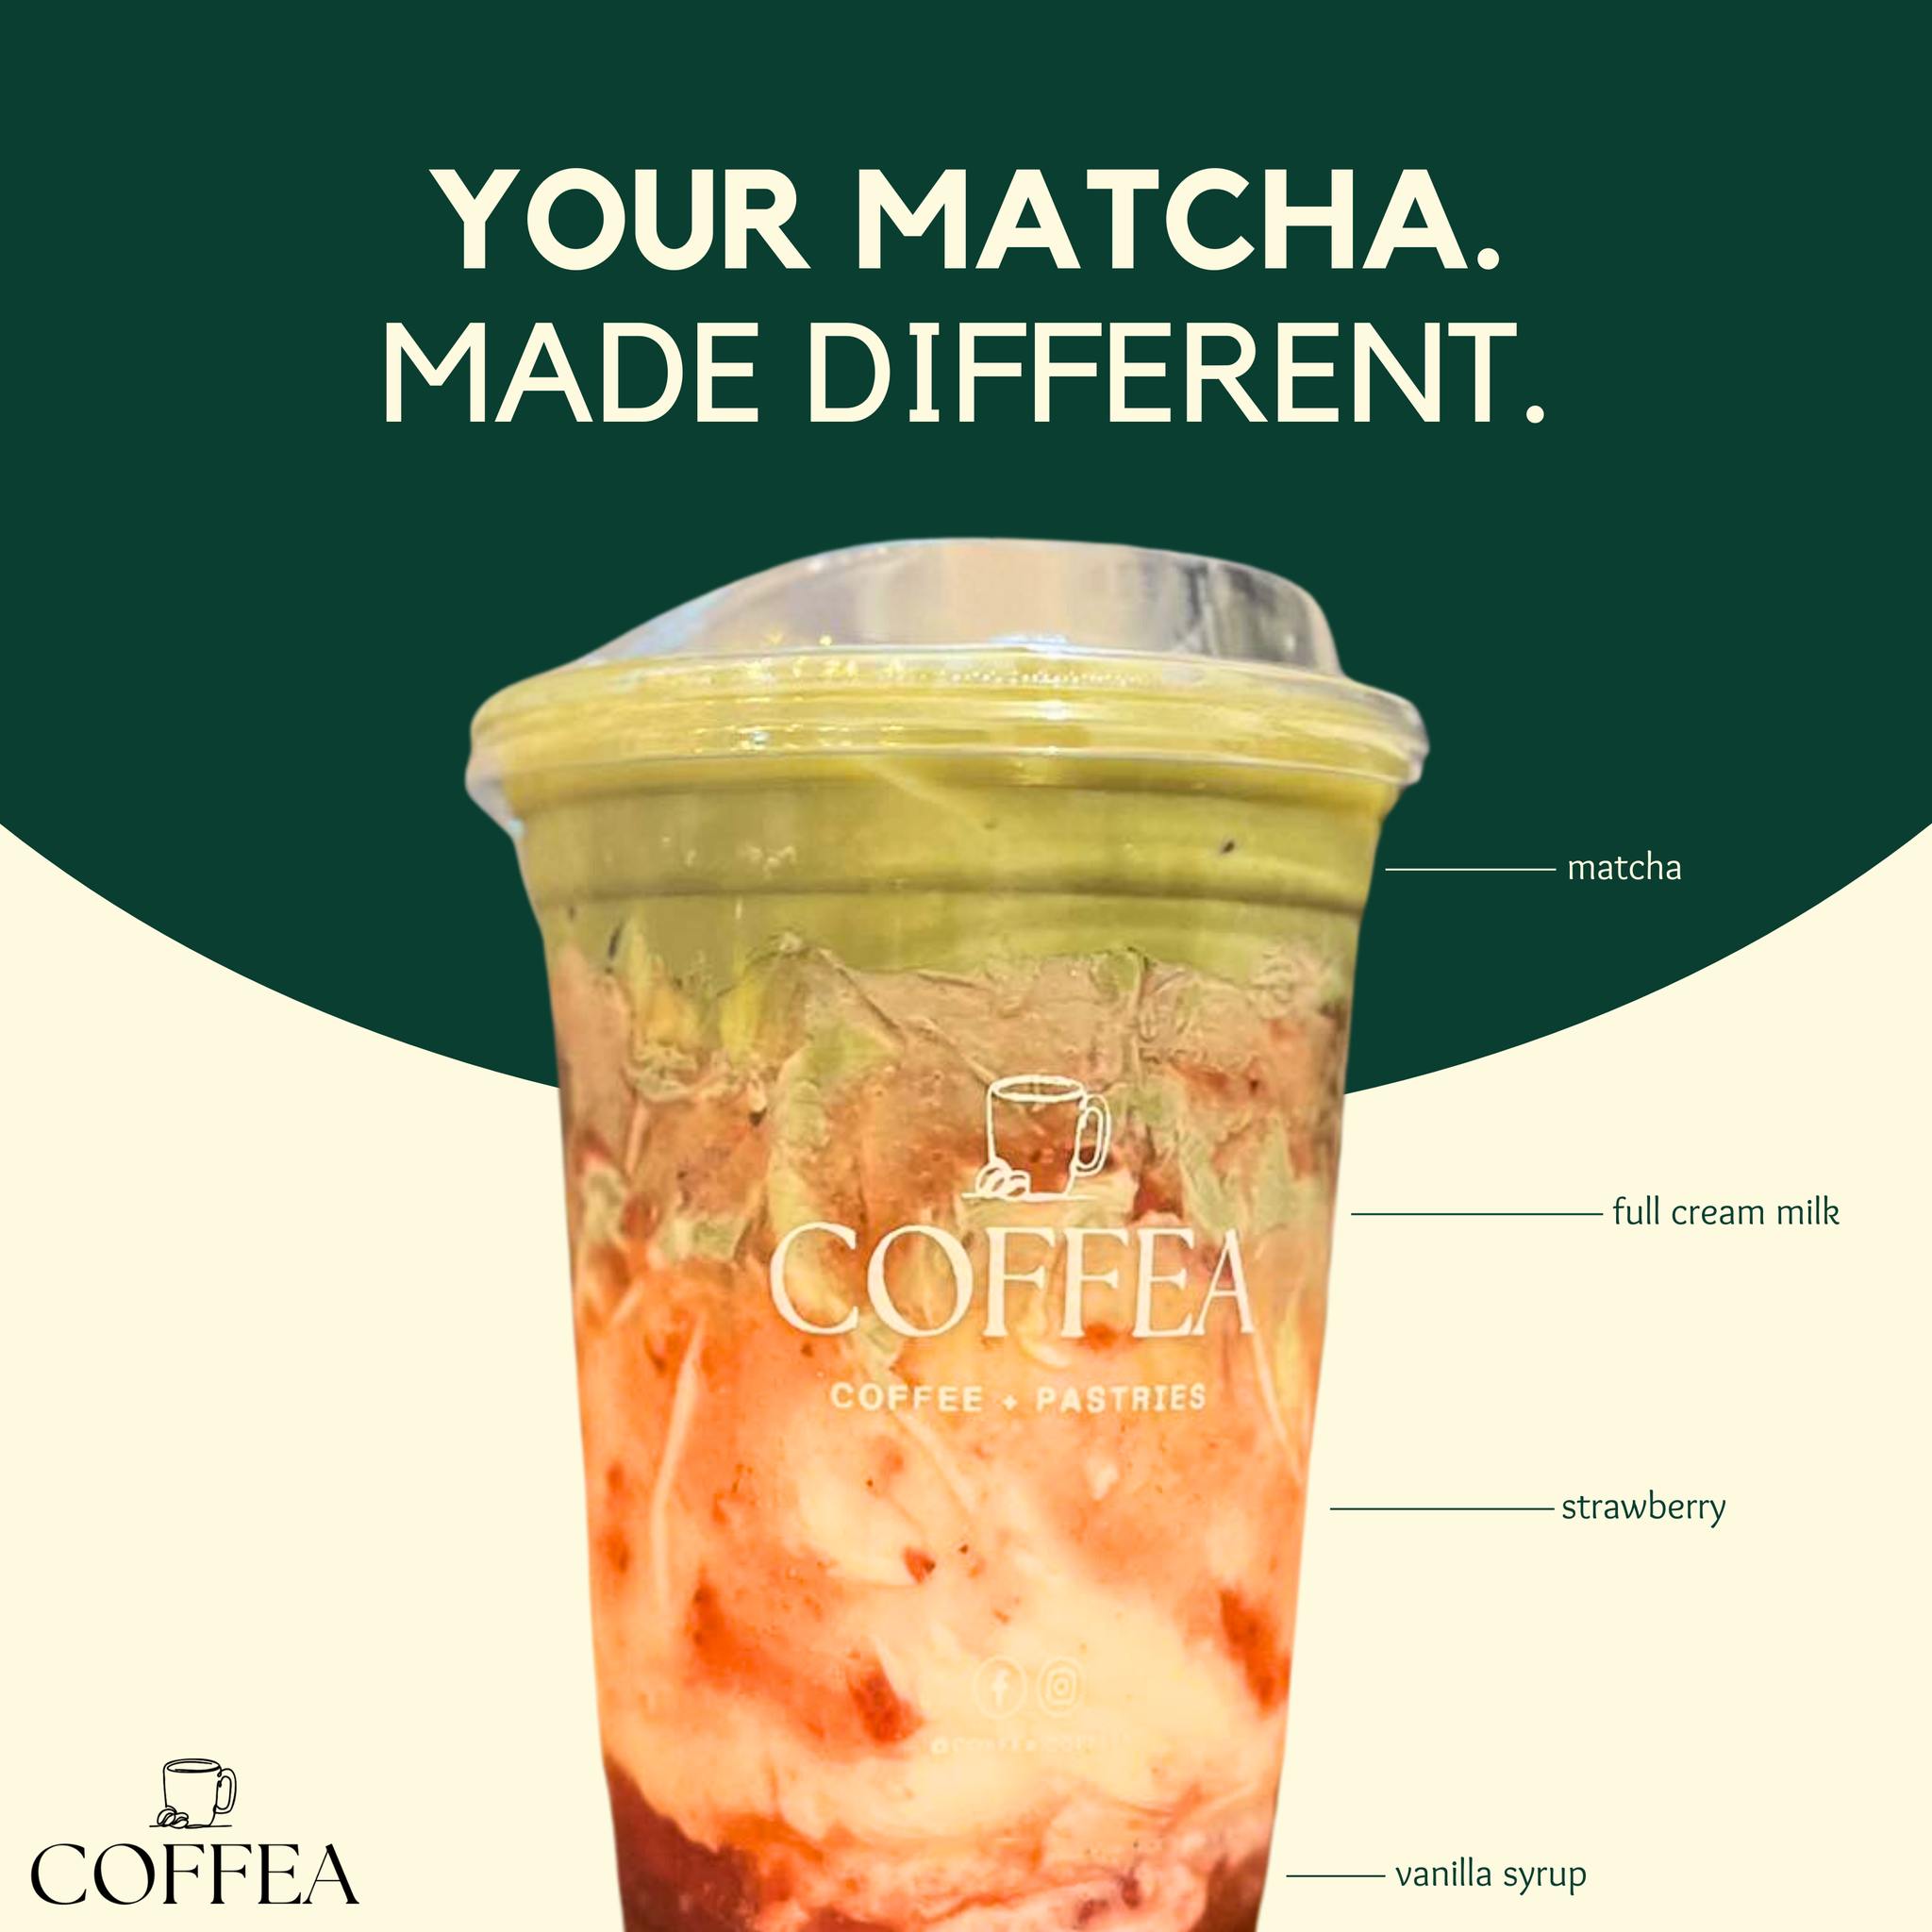 YOUR MATCHA.
MADE DIFFERENT.
matcha
full cream milk
COFFEA
COFFEE + PASTRIES
strawberry
vanilla syrup
COFFEA